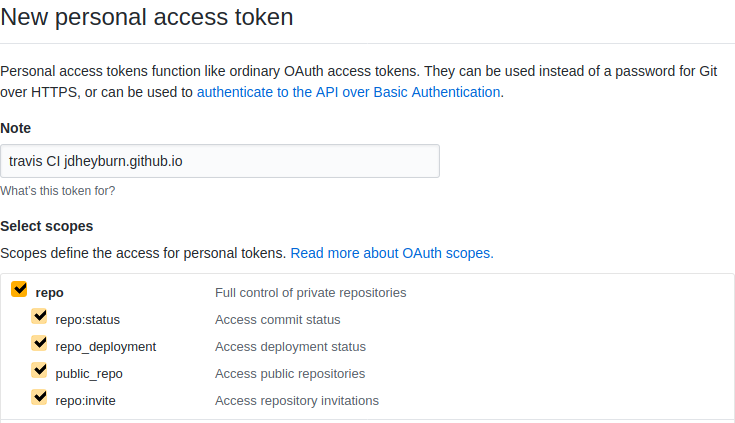 New personal access token
Personal access tokens function like ordinary OAuth access tokens. They can be used instead of a password for Git
over HTTPS, or can be used to authenticate to the API over Basic Authentication.
Note
travis CI jdheyburn.github.io
What's this token for?
Select scopes
Scopes define the access for personal tokens. Read more about OAuth scopes.
repo Full control of private repositories
repo:status Access commit status
repo_deployment Access deployment status
public_repo Access public repositories
repo:invite Access repository invitations